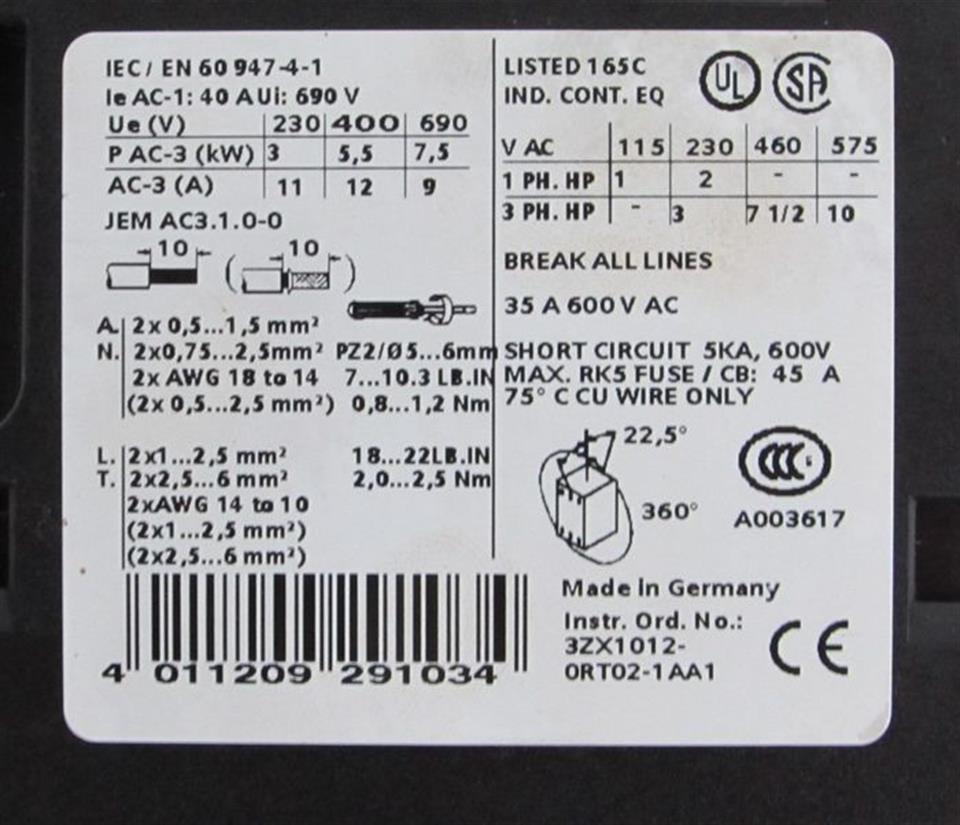 IEC/ EN 60 947-4-1
Ie AC-1: 40 A Ui: 690 V
Ue (V) 230 400 690
P AC-3 (kW) 3 5,5 7,5
AC-3 (A) 11 12 9
JEM AC3.1.0-0
10 ( 10 )
A. 2x 0,5...1,5 mm²
N. 2x0,75...2,5mm² PZ2/Ø5...6mm
2x AWG 18 to 14 7...10.3 LB.IN
(2x 0,5...2,5 mm²) 0,8...1,2 Nm
L. 2x1...2,5 mm² 18...22LB.IN
T. 2x2,5...6 mm² 2,0...2,5 Nm
2xAWG 14 to 10
(2x1...2,5 mm²)
(2x2,5...6 mm²)
4 011209 291034
LISTED 165C UL SA
IND. CONT. EQ
V AC 115 230 460 575
1 PH. HP 1 2 - -
3 PH. HP - 3 7 1/2 10
BREAK ALL LINES
35 A 600 V AC
SHORT CIRCUIT 5KA, 600V
MAX. RK5 FUSE / CB: 45 A
75° C CU WIRE ONLY
22,5°
CCC
360°
A003617
Made in Germany
Instr. Ord. No.:
3ZX1012-
0RT02-1AA1
CE